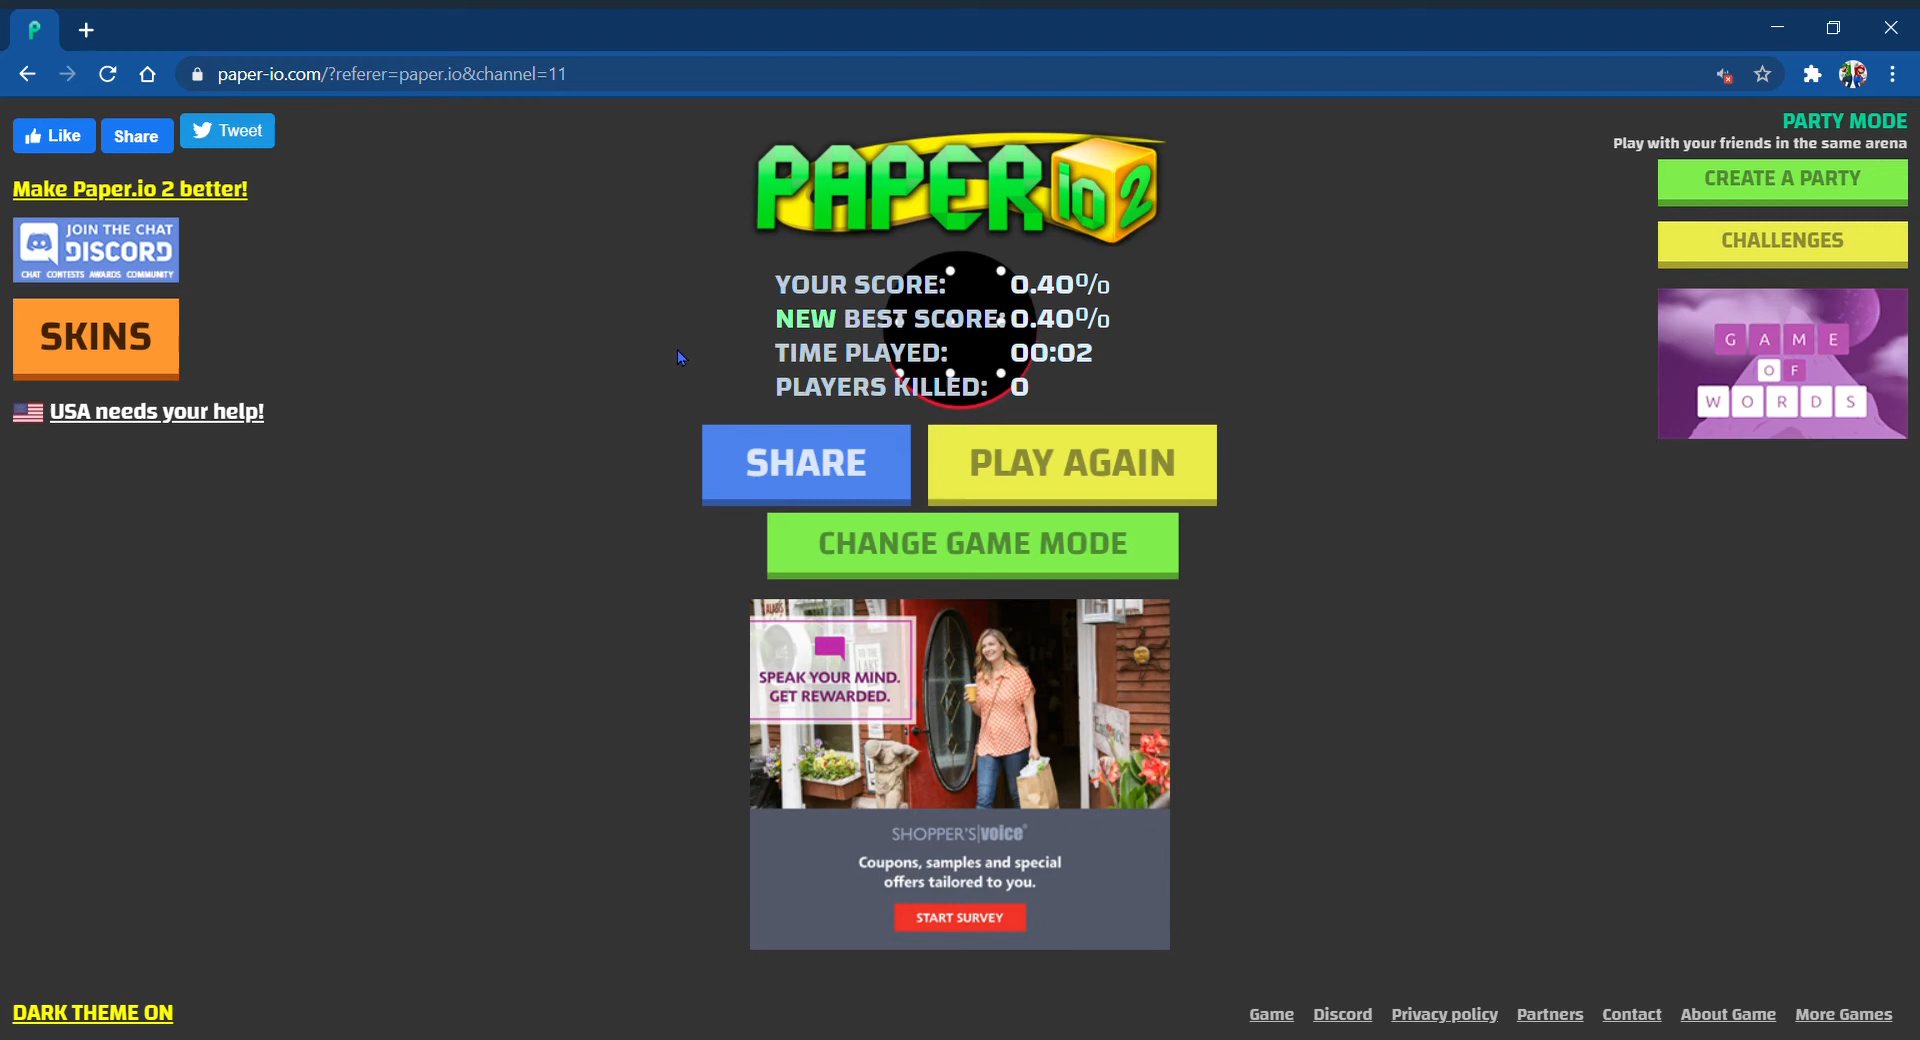 paper-io.com/?referer=paper.io&channel=11
Like
Share
Tweet
Make Paper.io 2 better!
JOIN THE CHAT
DISCORD
CHAT CONTESTS AWARDS COMMUNITY
SKINS
USA needs your help!
PAPER io 2
YOUR SCORE: 0.40%
NEW BEST SCORE: 0.40%
TIME PLAYED: 00:02
PLAYERS KILLED: 0
SHARE
PLAY AGAIN
CHANGE GAME MODE
SPEAK YOUR MIND.
GET REWARDED.
SHOPPER'S|voice®
Coupons, samples and special
offers tailored to you.
START SURVEY
PARTY MODE
Play with your friends in the same arena
CREATE A PARTY
CHALLENGES
GAME
OF
WORDS
DARK THEME ON
Game Discord Privacy policy Partners Contact About Game More Games